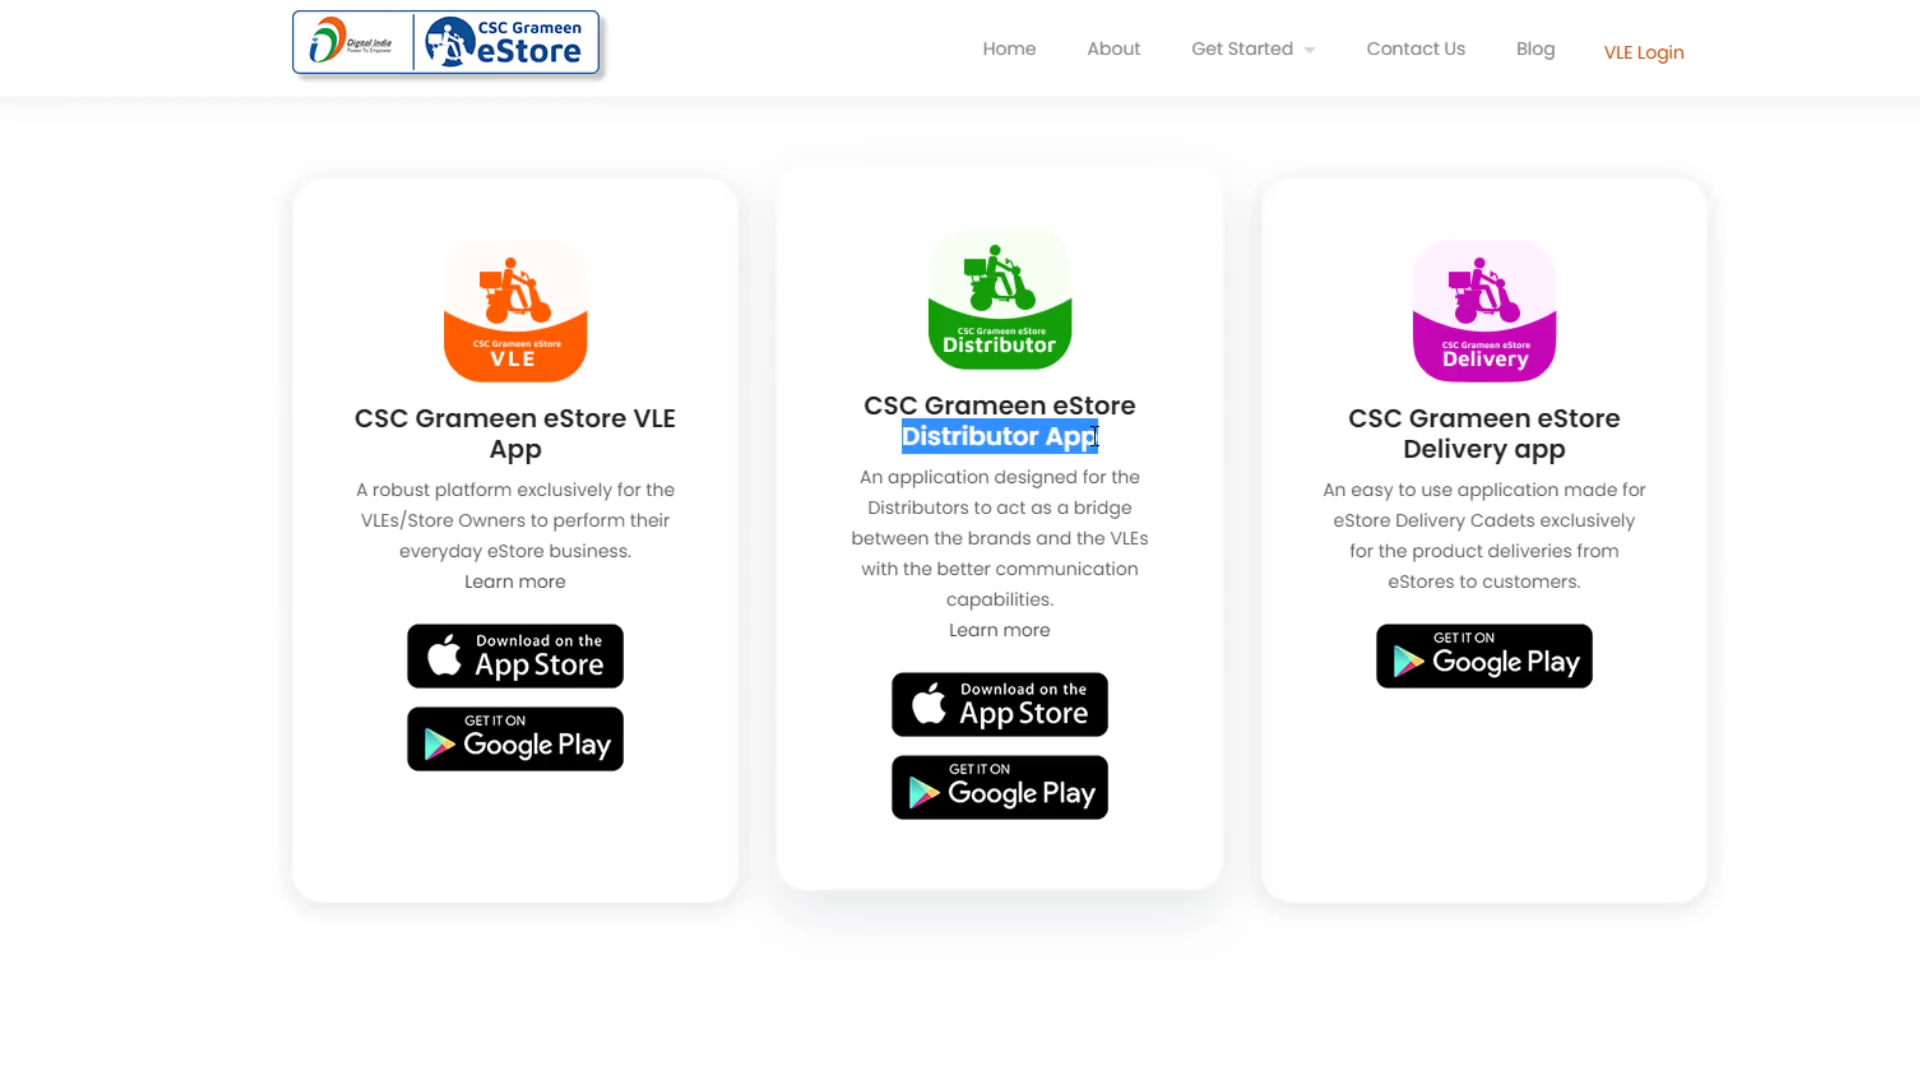 Digital India
Power To Empower
CSC Grameen
eStore
Home
About
Get Started
Contact Us
Blog
VLE Login
CSC Grameen eStore
VLE
CSC Grameen eStore VLE
App
A robust platform exclusively for the
VLEs/Store Owners to perform their
everyday eStore business.
Learn more
Download on the
App Store
GET IT ON
Google Play
CSC Grameen eStore
Distributor
CSC Grameen eStore
Distributor App
An application designed for the
Distributors to act as a bridge
between the brands and the VLEs
with the better communication
capabilities.
Learn more
Download on the
App Store
GET IT ON
Google Play
CSC Grameen eStore
Delivery
CSC Grameen eStore
Delivery app
An easy to use application made for
eStore Delivery Cadets exclusively
for the product deliveries from
eStores to customers.
GET IT ON
Google Play